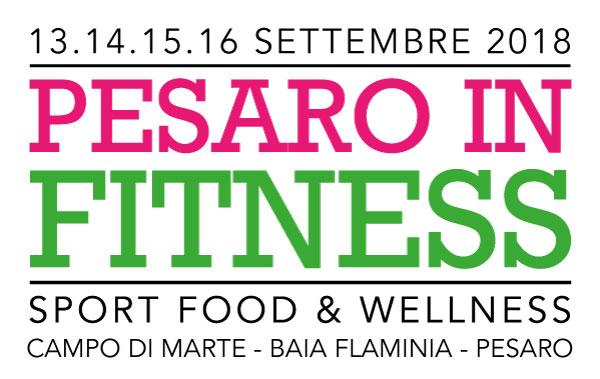 13.14.15.16 SETTEMBRE 2018
PESARO IN
FITNESS
SPORT FOOD & WELLNESS
CAMPO DI MARTE - BAIA FLAMINIA - PESARO